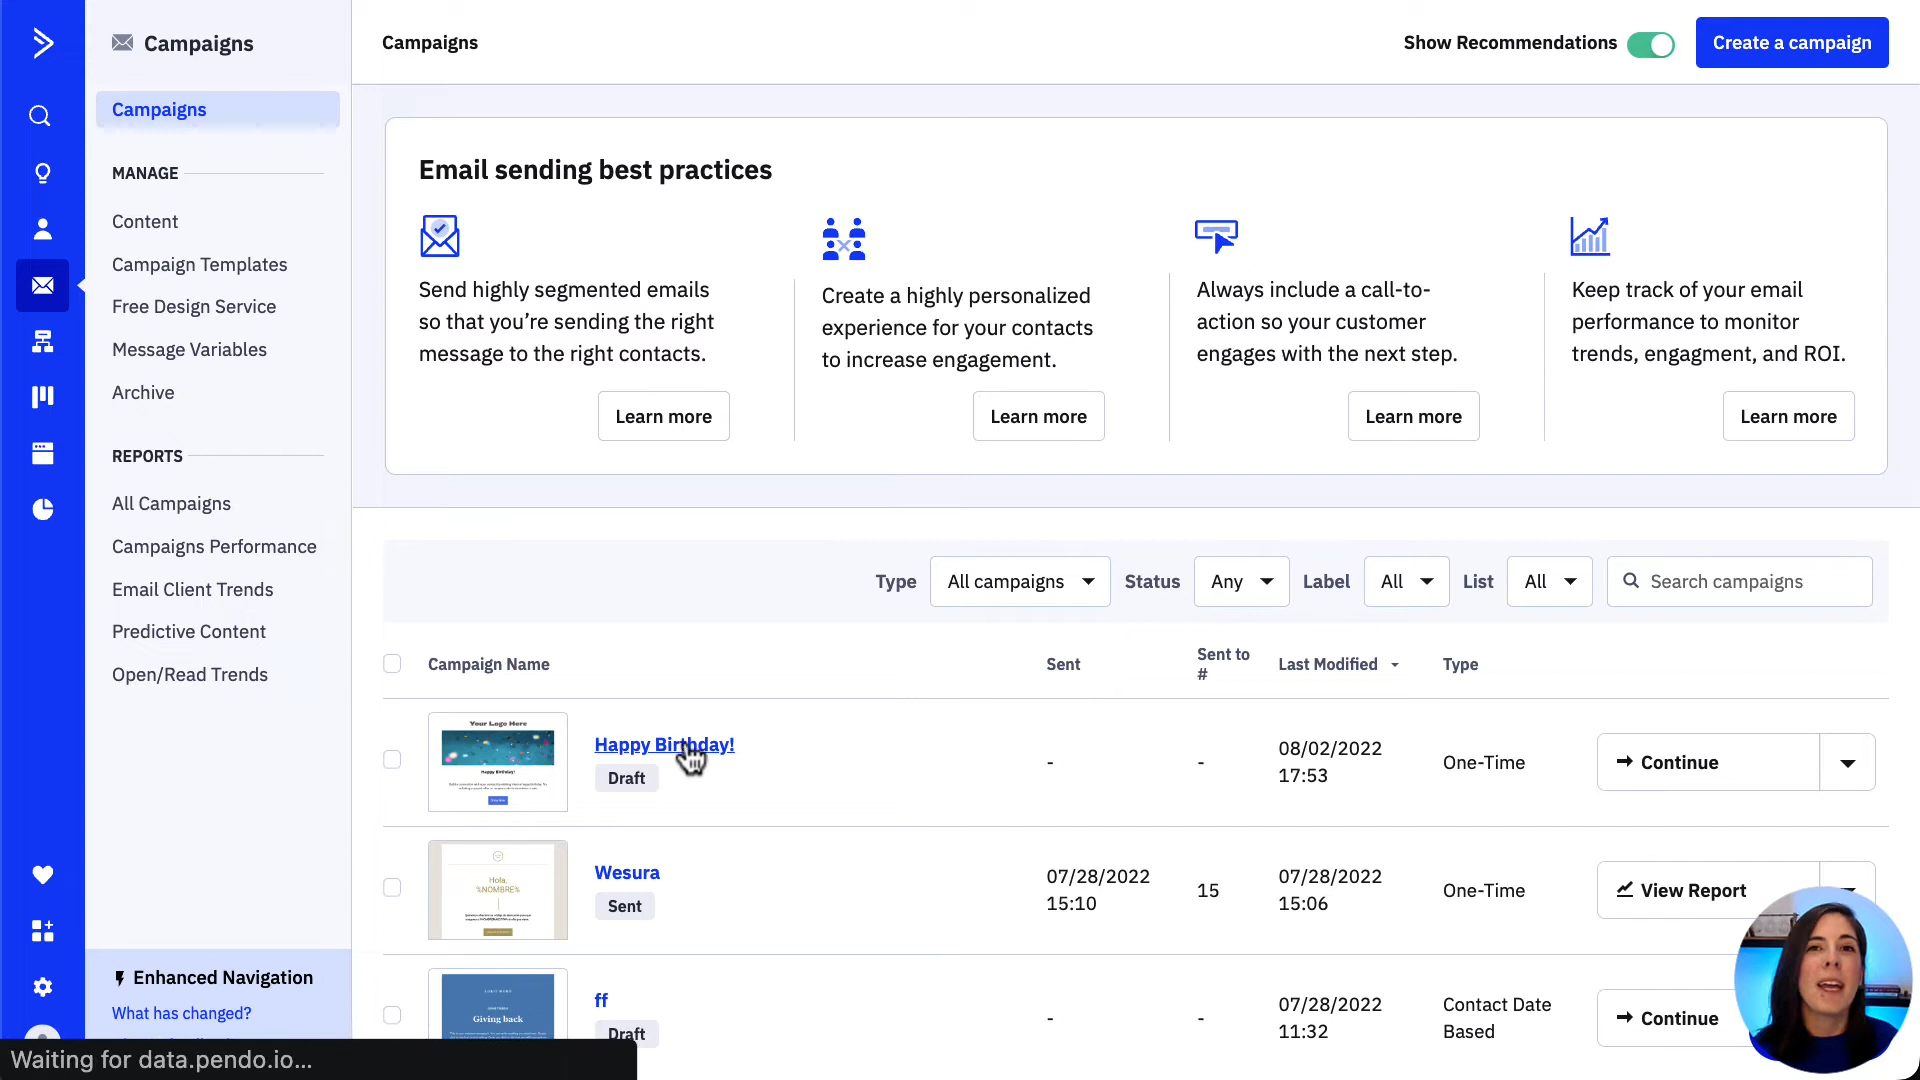 Campaigns
Campaigns
MANAGE
Content
Campaign Templates
Free Design Service
Message Variables
Archive
REPORTS
All Campaigns
Campaigns Performance
Email Client Trends
Predictive Content
Open/Read Trends
Enhanced Navigation
What has changed?
Waiting for data.pendo.io...
Campaigns
Show Recommendations
Create a campaign
Email sending best practices
Send highly segmented emails
so that you’re sending the right
message to the right contacts.
Learn more
Create a highly personalized
experience for your contacts
to increase engagement.
Learn more
Always include a call-to-
action so your customer
engages with the next step.
Learn more
Keep track of your email
performance to monitor
trends, engagment, and ROI.
Learn more
Type All campaigns Status Any Label All List All Search campaigns
Campaign Name Sent Sent to # Last Modified Type
Your Logo Here
Happy Birthday!
Happy Birthday!
Draft
-
-
08/02/2022
17:53
One-Time
Continue
Hola,
%NOMBRE%
Wesura
Sent
07/28/2022
15:10
15
07/28/2022
15:06
One-Time
View Report
Giving back
ff
Draft
-
-
07/28/2022
11:32
Contact Date
Based
Continue